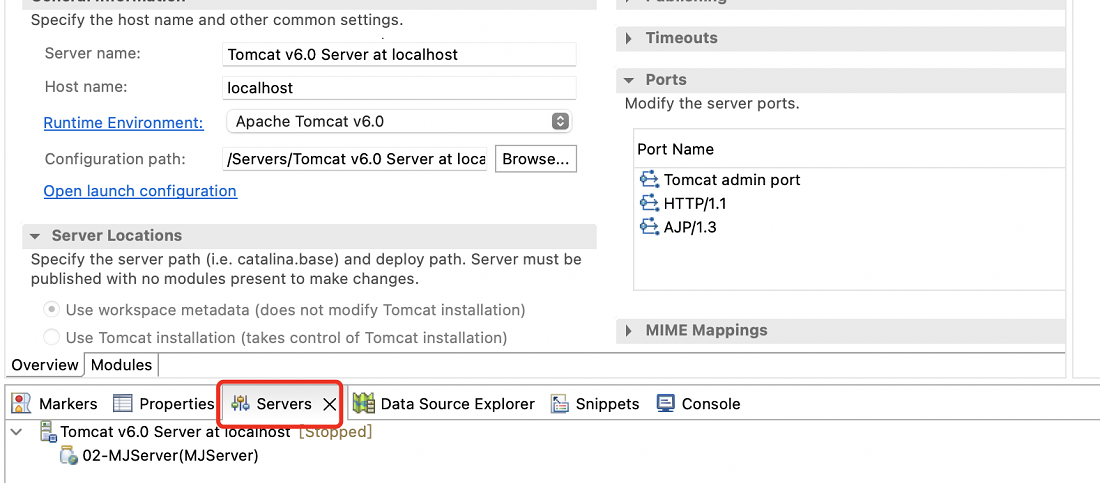 General Information
Specify the host name and other common settings.
Server name: Tomcat v6.0 Server at localhost
Host name: localhost
Runtime Environment: Apache Tomcat v6.0
Configuration path: /Servers/Tomcat v6.0 Server at loca Browse...
Open launch configuration
Server Locations
Specify the server path (i.e. catalina.base) and deploy path. Server must be
published with no modules present to make changes.
Use workspace metadata (does not modify Tomcat installation)
Use Tomcat installation (takes control of Tomcat installation)
Publishing
Timeouts
Ports
Modify the server ports.
Port Name
Tomcat admin port
HTTP/1.1
AJP/1.3
MIME Mappings
Overview Modules
Markers Properties Servers Data Source Explorer Snippets Console
Tomcat v6.0 Server at localhost [Stopped]
02-MJServer(MJServer)